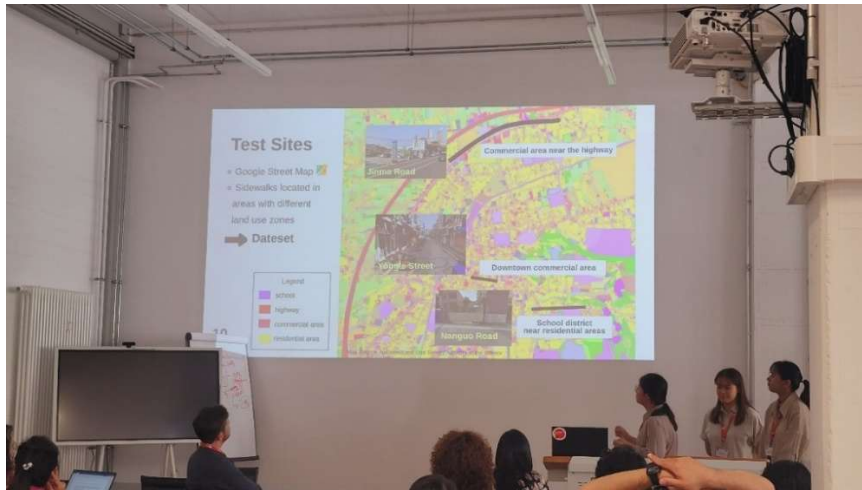 Test Sites
Google Street Map
Sidewalks located in
areas with different
land use zones
Dateset
Legend
school
highway
commercial area
residential area
10
Road
Commercial area near the highway
Street
Downtown commercial area
Nanguo Road
School district
near residential areas